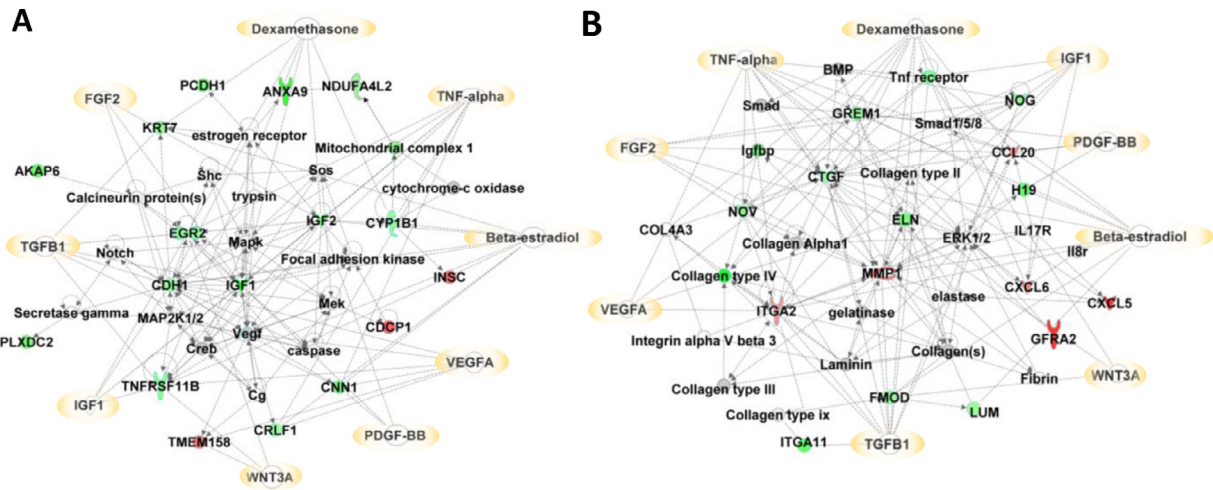 A
Dexamethasone
PCDH1
ANXA9
NDUFA4L2
FGF2
TNF-alpha
KRT7
estrogen receptor
Mitochondrial complex 1
AKAP6
Shc
Sos
Calcineurin protein(s)
trypsin
cytochrome-c oxidase
IGF2
CYP1B1
EGR2
Mapk
Beta-estradiol
TGFB1
Notch
Focal adhesion kinase
INSC
CDH1
IGF1
Mek
Secretase gamma
MAP2K1/2
CDCP1
Vegf
PLXDC2
Creb
caspase
VEGFA
TNFRSF11B
CNN1
Cg
IGF1
CRLF1
PDGF-BB
TMEM158
WNT3A
B
Dexamethasone
TNF-alpha
IGF1
BMP
Tnf receptor
Smad
NOG
GREM1
Smad1/5/8
FGF2
PDGF-BB
Igfbp
CCL20
CTGF
Collagen type II
H19
NOV
ELN
COL4A3
IL17R
Collagen Alpha1
ERK1/2
Beta-estradiol
Il8r
Collagen type IV
MMP1
CXCL6
elastase
CXCL5
VEGFA
ITGA2
gelatinase
GFRA2
Integrin alpha V beta 3
Collagen(s)
Laminin
WNT3A
Fibrin
Collagen type III
FMOD
Collagen type ix
LUM
ITGA11
TGFB1